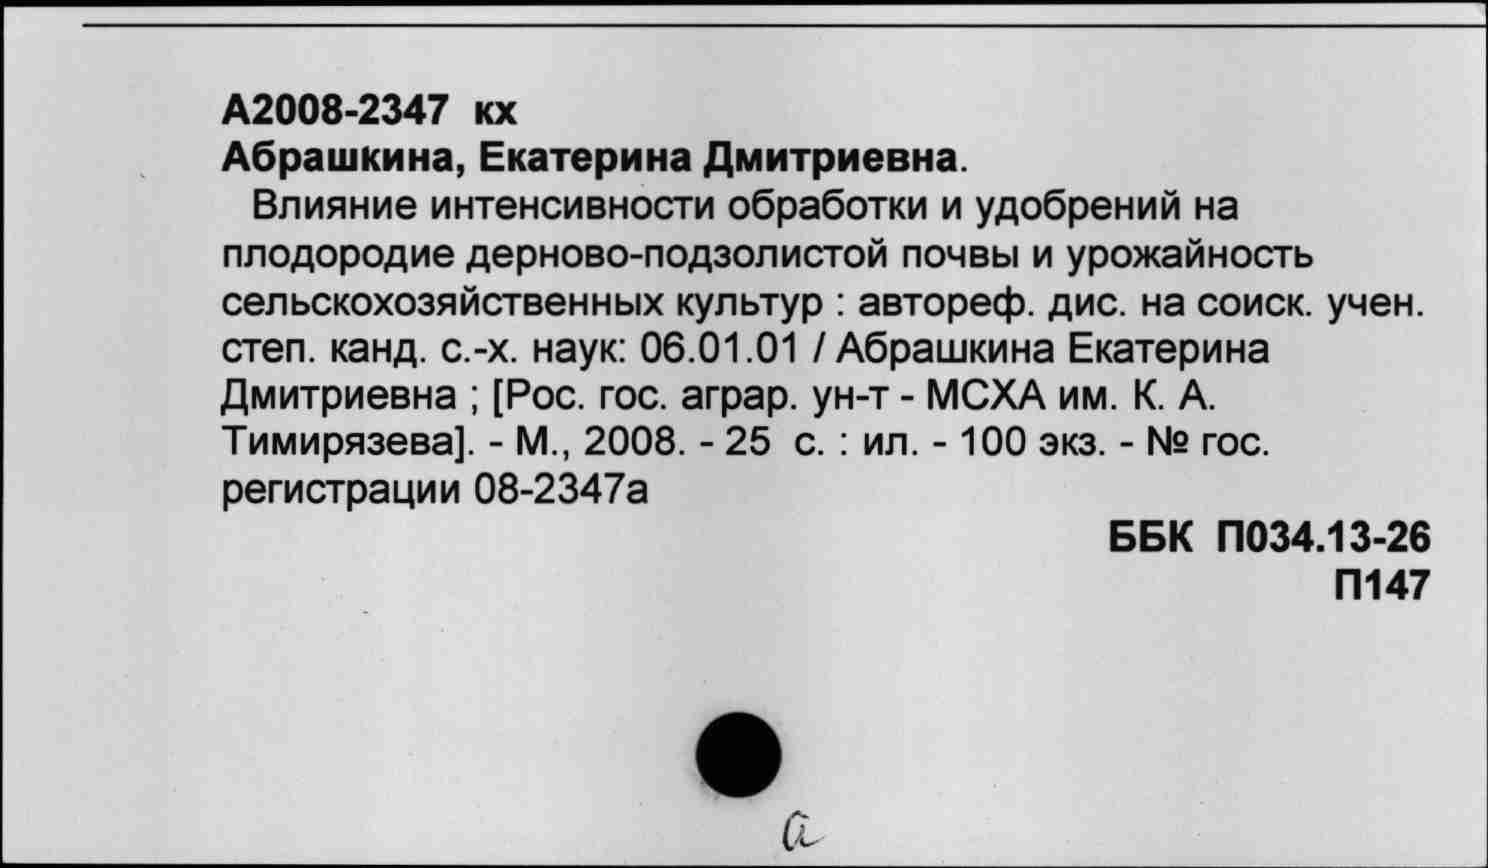 А2008-2347 кх
Абрашкина, Екатерина Дмитриевна.
Влияние интенсивности обработки и удобрений на
плодородие дерново-подзолистой почвы и урожайность
сельскохозяйственных культур : автореф. дис. на соиск. учен.
степ. канд. с.-х. наук: 06.01.01 / Абрашкина Екатерина
Дмитриевна ; [Рос. гос. аграр. ун-т - МСХА им. К. А.
Тимирязева]. - М., 2008. - 25 с. : ил. - 100 экз. - № гос.
регистрации 08-2347а
ББК П034.13-26
П147
а